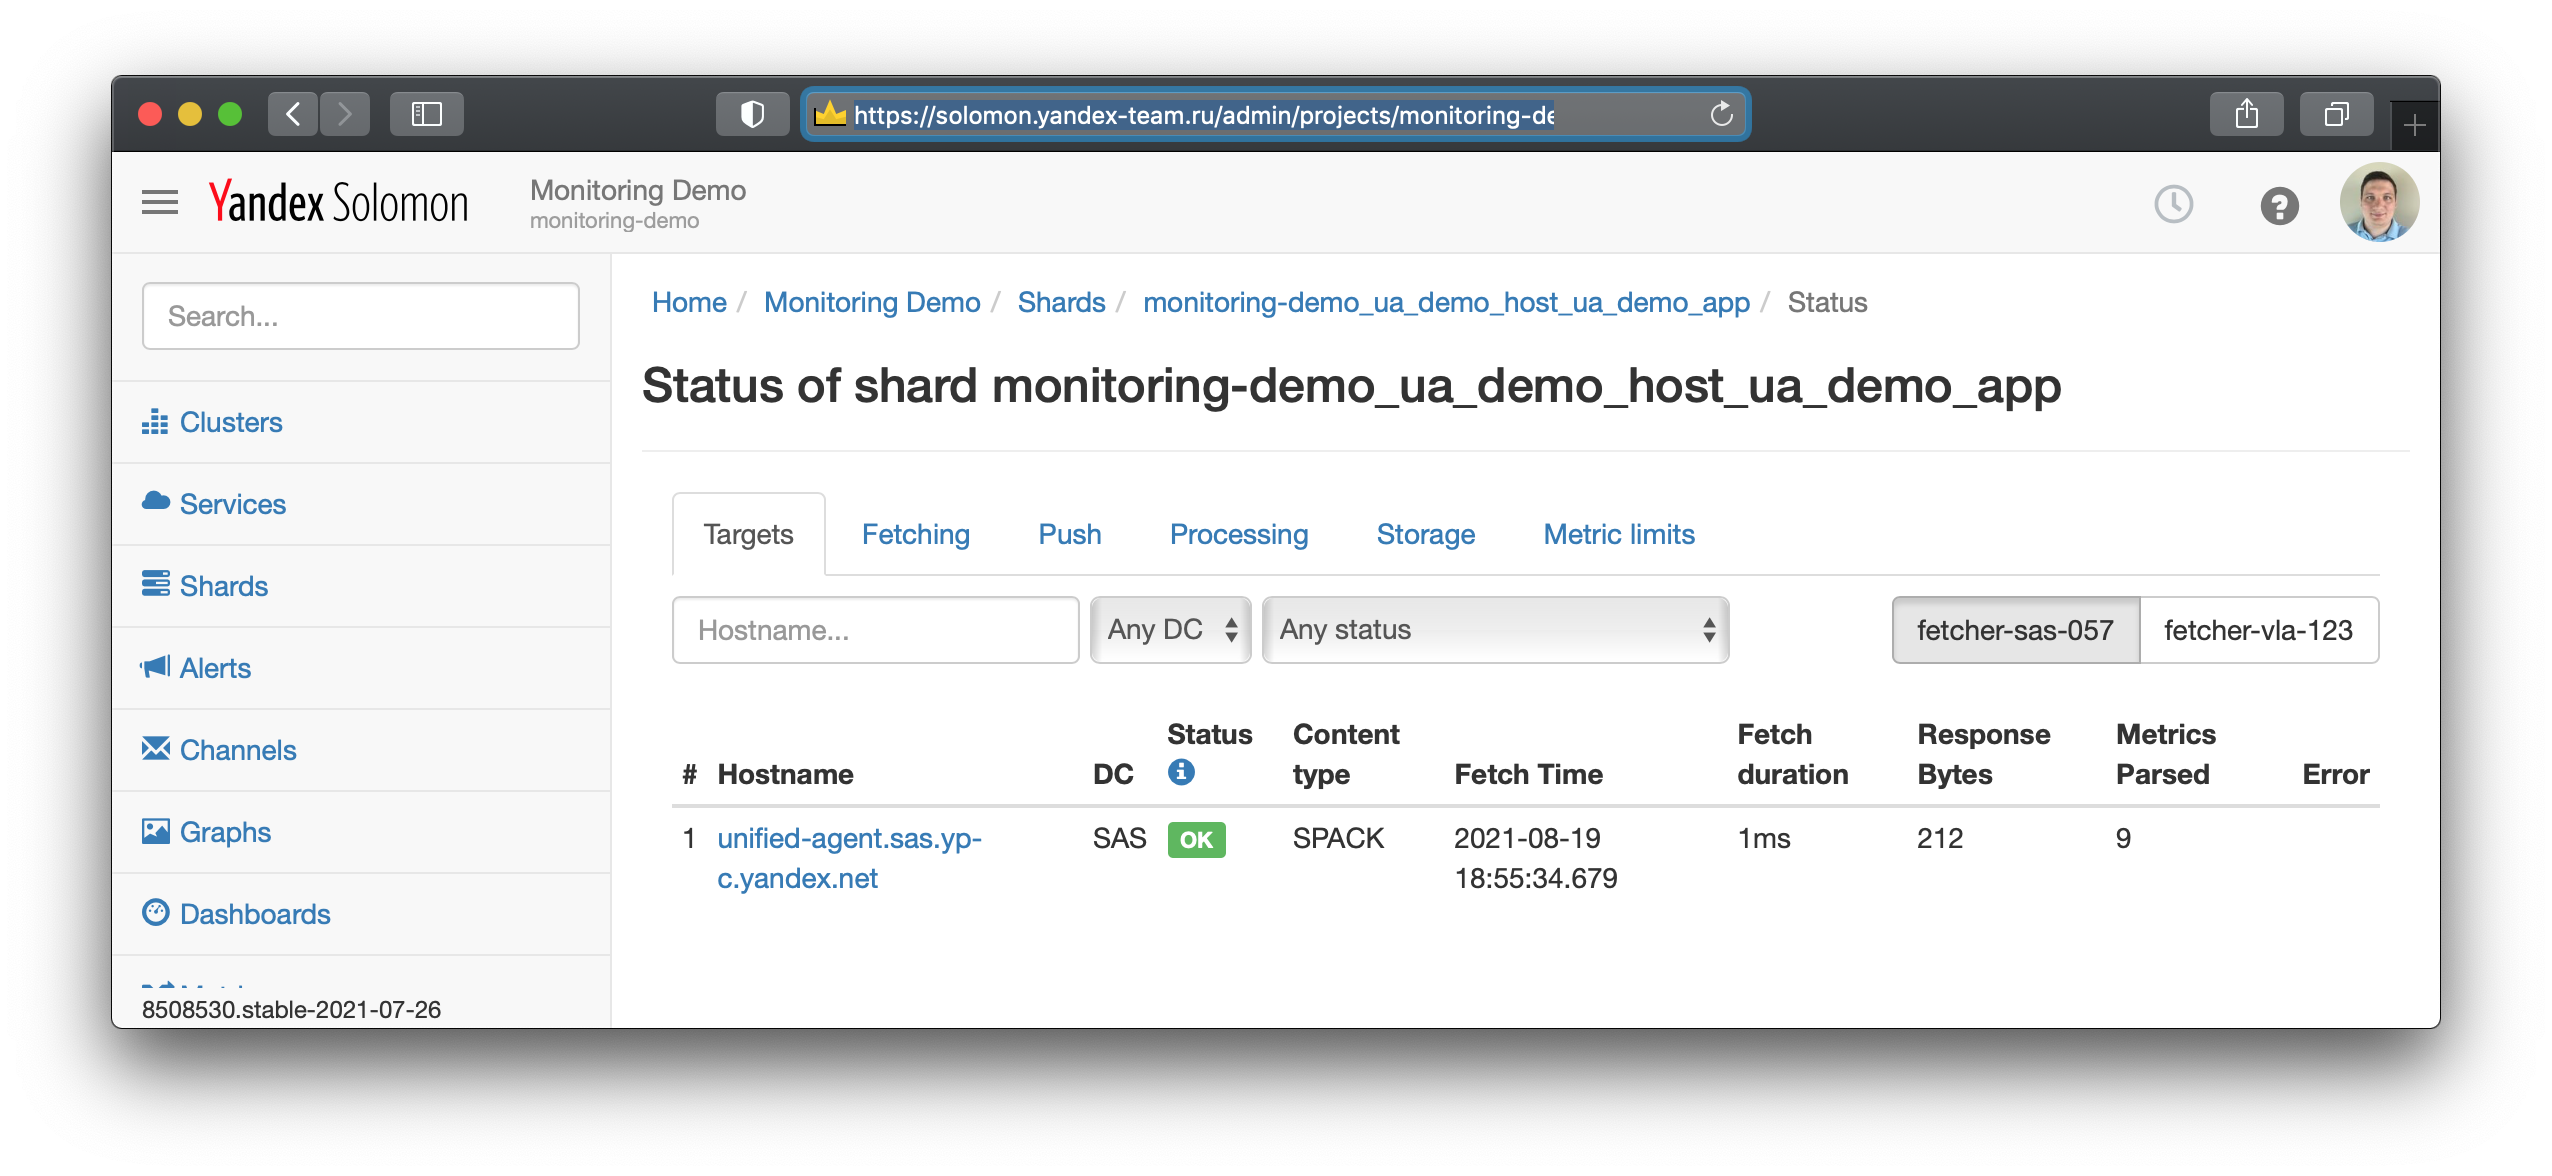 https://solomon.yandex-team.ru/admin/projects/monitoring-de
Yandex Solomon
Monitoring Demo
monitoring-demo
Search...
Clusters
Services
Shards
Alerts
Channels
Graphs
Dashboards
8508530.stable-2021-07-26
Home / Monitoring Demo / Shards / monitoring-demo_ua_demo_host_ua_demo_app / Status
Status of shard monitoring-demo_ua_demo_host_ua_demo_app
Targets Fetching Push Processing Storage Metric limits
Hostname... Any DC Any status fetcher-sas-057 fetcher-vla-123
# Hostname DC Status Content type Fetch Time Fetch duration Response Bytes Metrics Parsed Error
1 unified-agent.sas.yp- SAS OK SPACK 2021-08-19 1ms 212 9
c.yandex.net 18:55:34.679